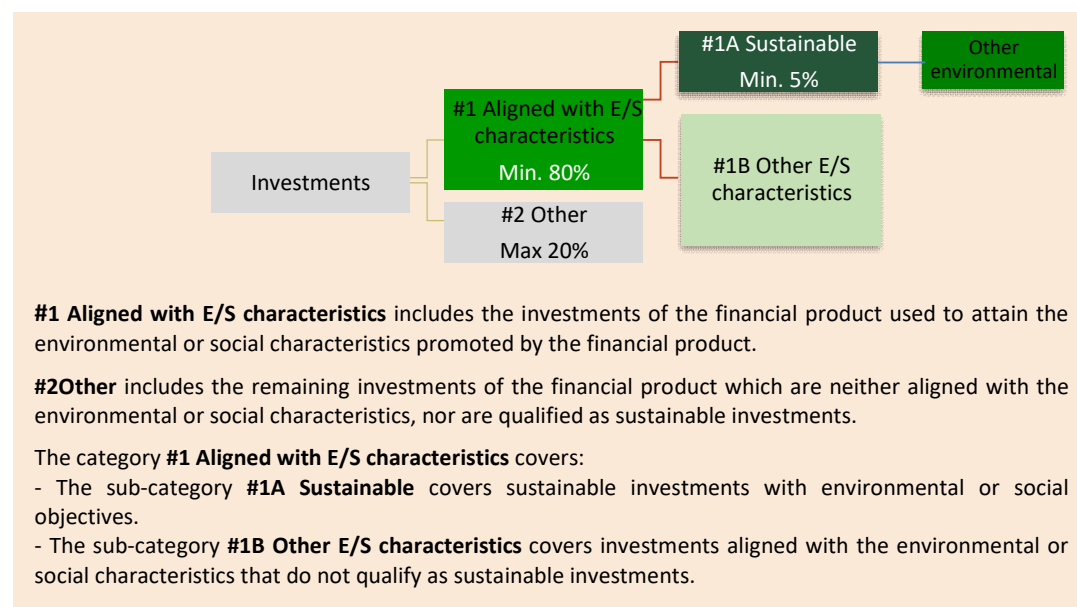 #1A Sustainable
Min. 5%
Other
environmental
#1 Aligned with E/S
characteristics
Min. 80%
#1B Other E/S
characteristics
Investments
#2 Other
Max 20%
#1 Aligned with E/S characteristics includes the investments of the financial product used to attain the
environmental or social characteristics promoted by the financial product.
#2Other includes the remaining investments of the financial product which are neither aligned with the
environmental or social characteristics, nor are qualified as sustainable investments.
The category #1 Aligned with E/S characteristics covers:
- The sub-category #1A Sustainable covers sustainable investments with environmental or social
objectives.
- The sub-category #1B Other E/S characteristics covers investments aligned with the environmental or
social characteristics that do not qualify as sustainable investments.